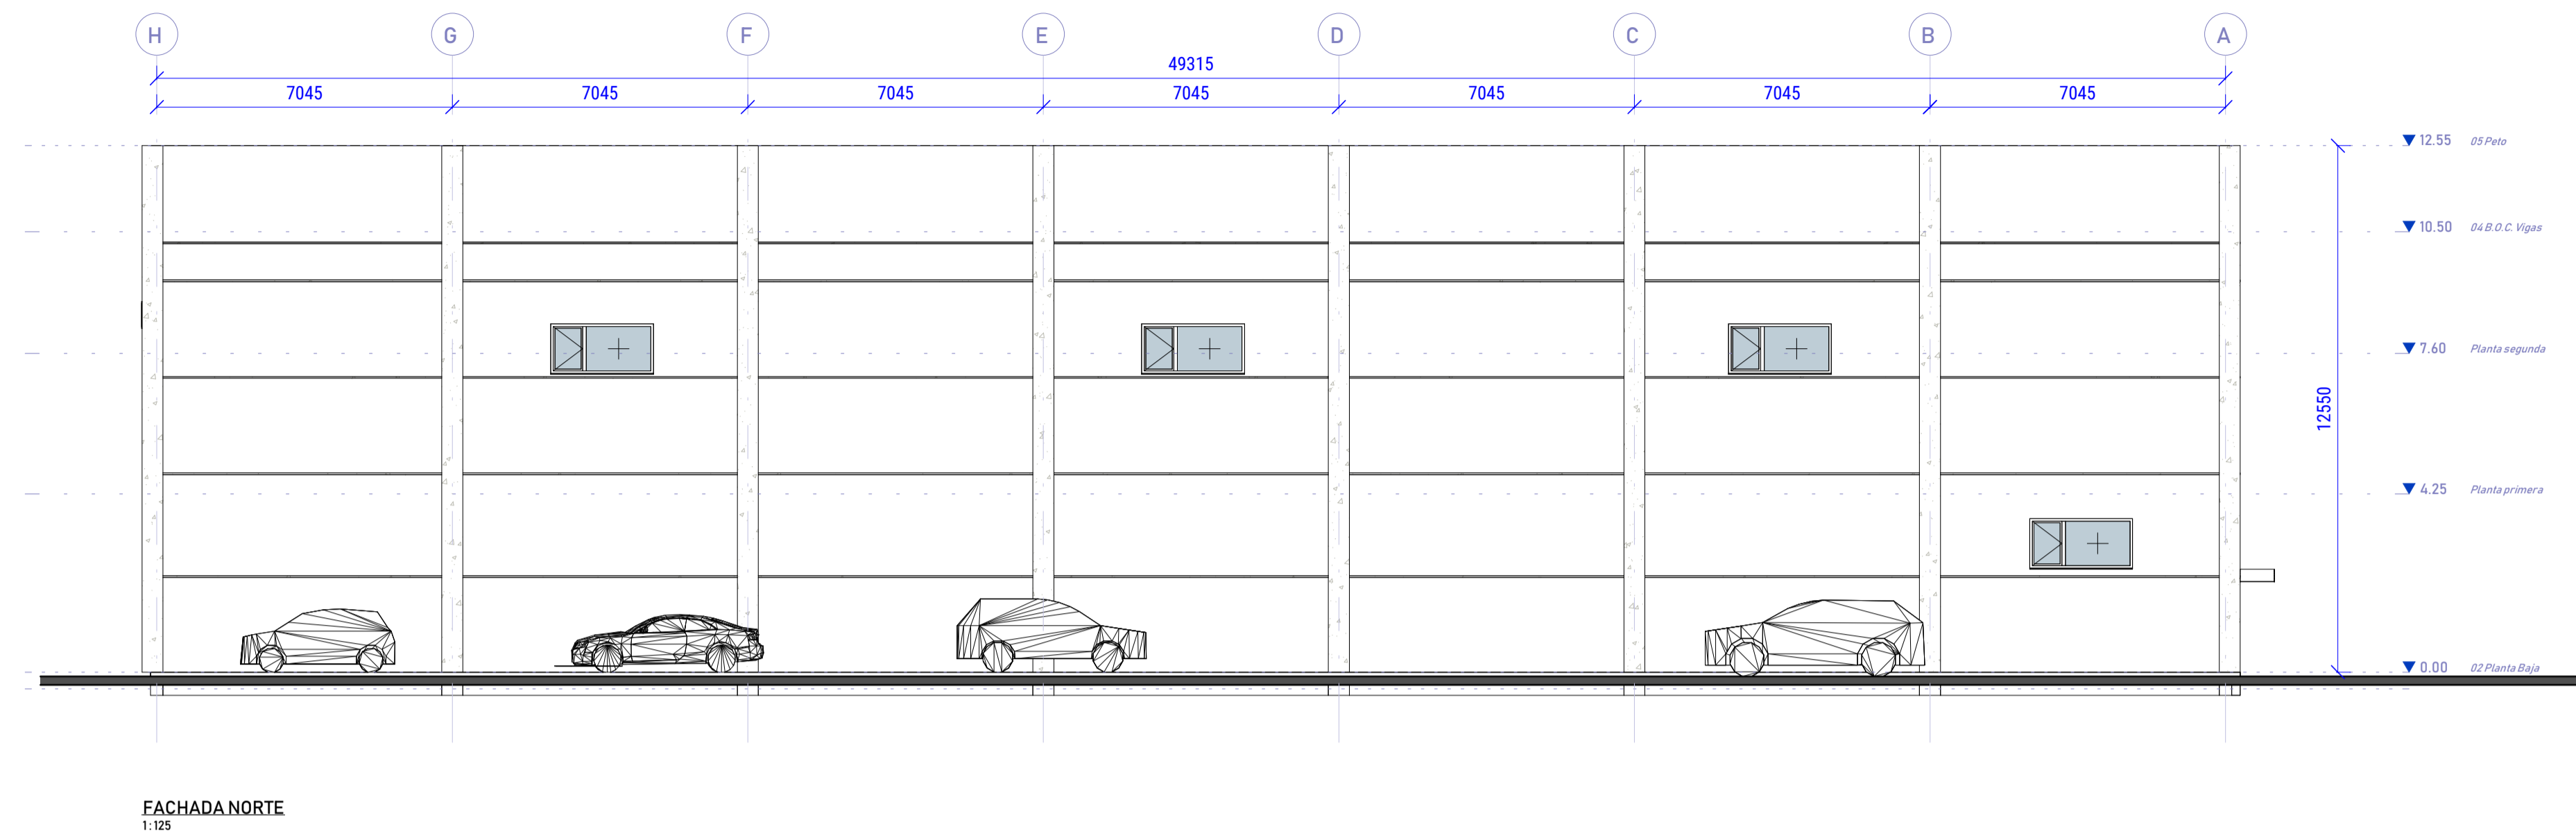 H G F E D C B A
49315
7045 7045 7045 7045 7045 7045 7045
12.55 05 Peto
10.50 04 B.O.C. Vigas
7.60 Planta segunda
12550
4.25 Planta primera
0.00 02 Planta Baja
FACHADA NORTE
1 : 125